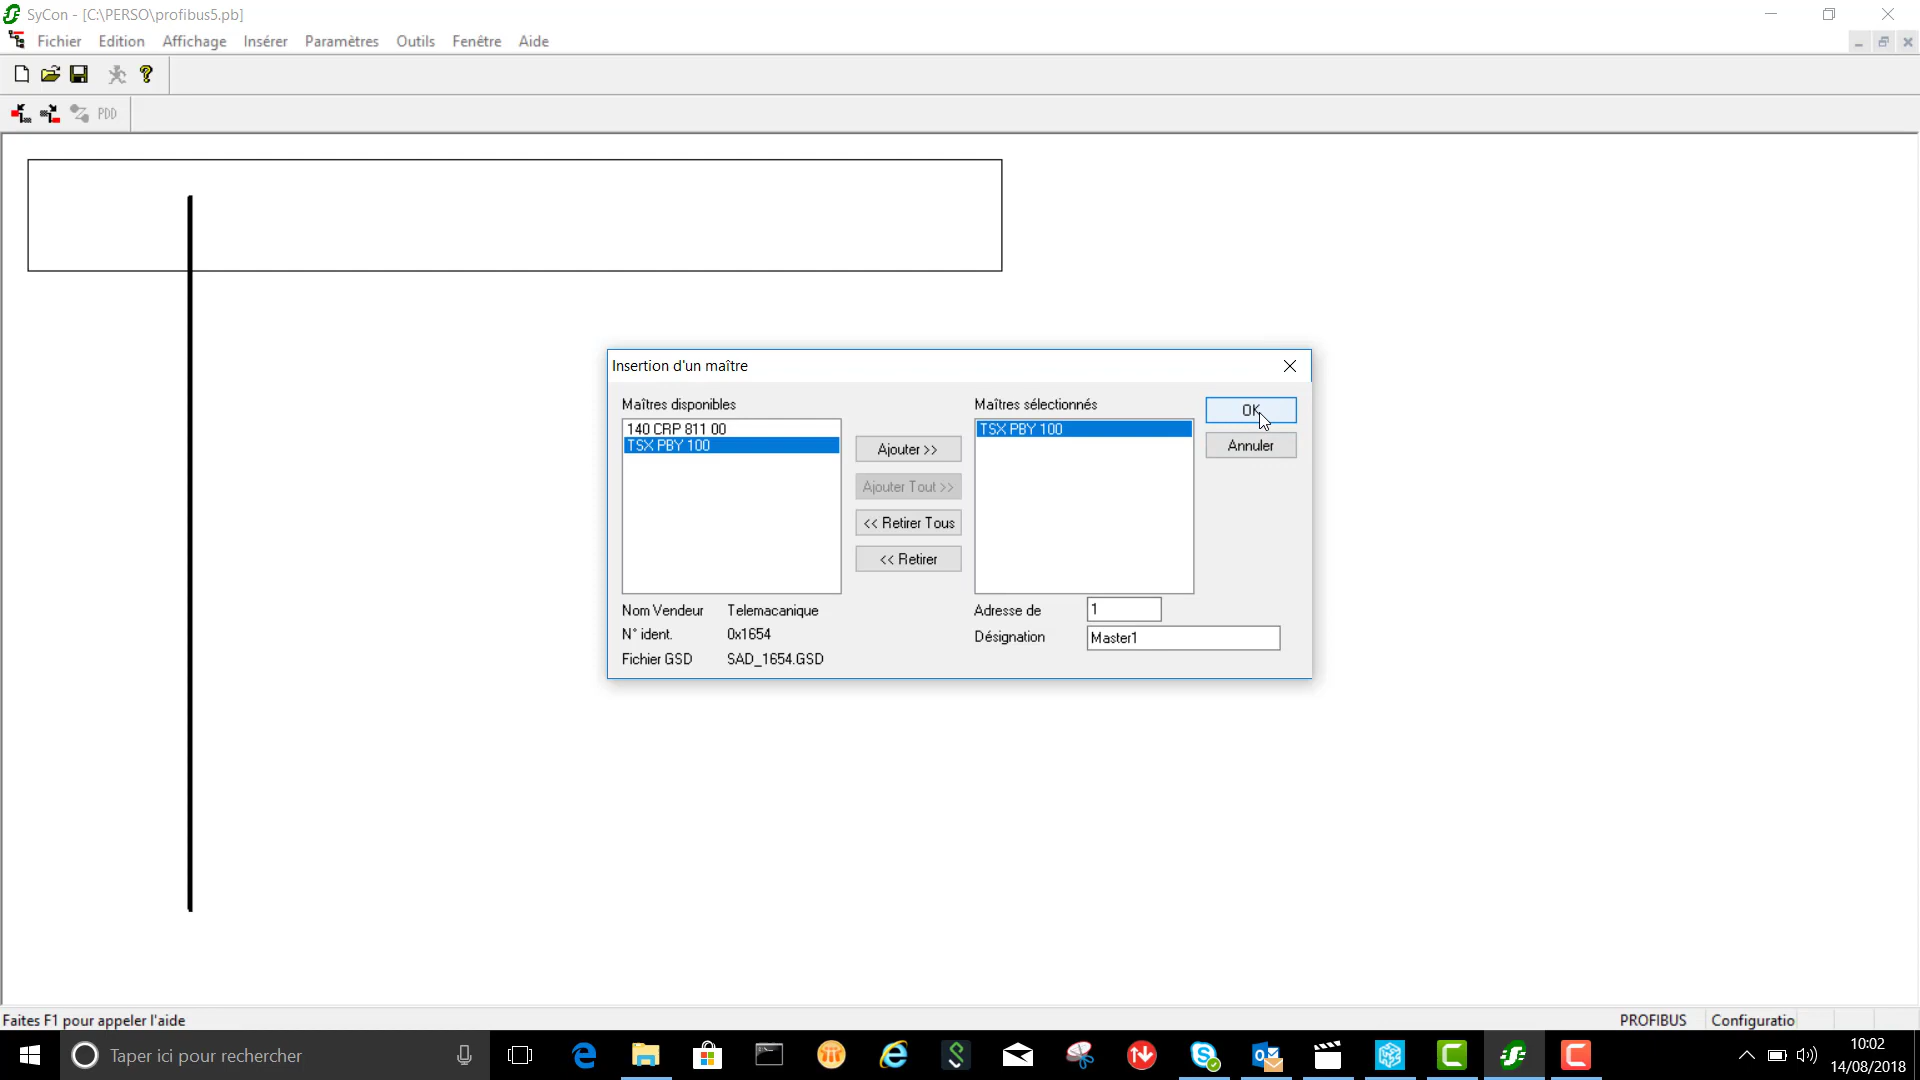 SyCon - [C:\PERSO\profibus5.pb]
Fichier Edition Affichage Insérer Paramètres Outils Fenêtre Aide
PDD
Insertion d'un maître
Maîtres disponibles
Maîtres sélectionnés
OK
140 CRP 811 00
TSX PBY 100
TSX PBY 100
Ajouter >>
Annuler
Ajouter Tout >>
<< Retirer Tous
<< Retirer
Nom Vendeur Telemacanique
Adresse de 1
N° ident. 0x1654
Désignation Master1
Fichier GSD SAD_1654.GSD
Faites F1 pour appeler l'aide
PROFIBUS Configuratio
Taper ici pour rechercher
10:02
14/08/2018